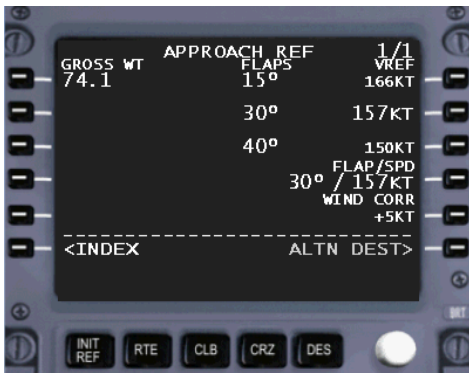 APPROACH REF 1/1
GROSS WT FLAPS VREF
74.1 15° 166KT
30° 157KT
40° 150KT
FLAP/SPD
30° / 157KT
WIND CORR
+5KT
--------------------------------
<INDEX ALTN DEST>
BRT
INIT REF RTE CLB CRZ DES